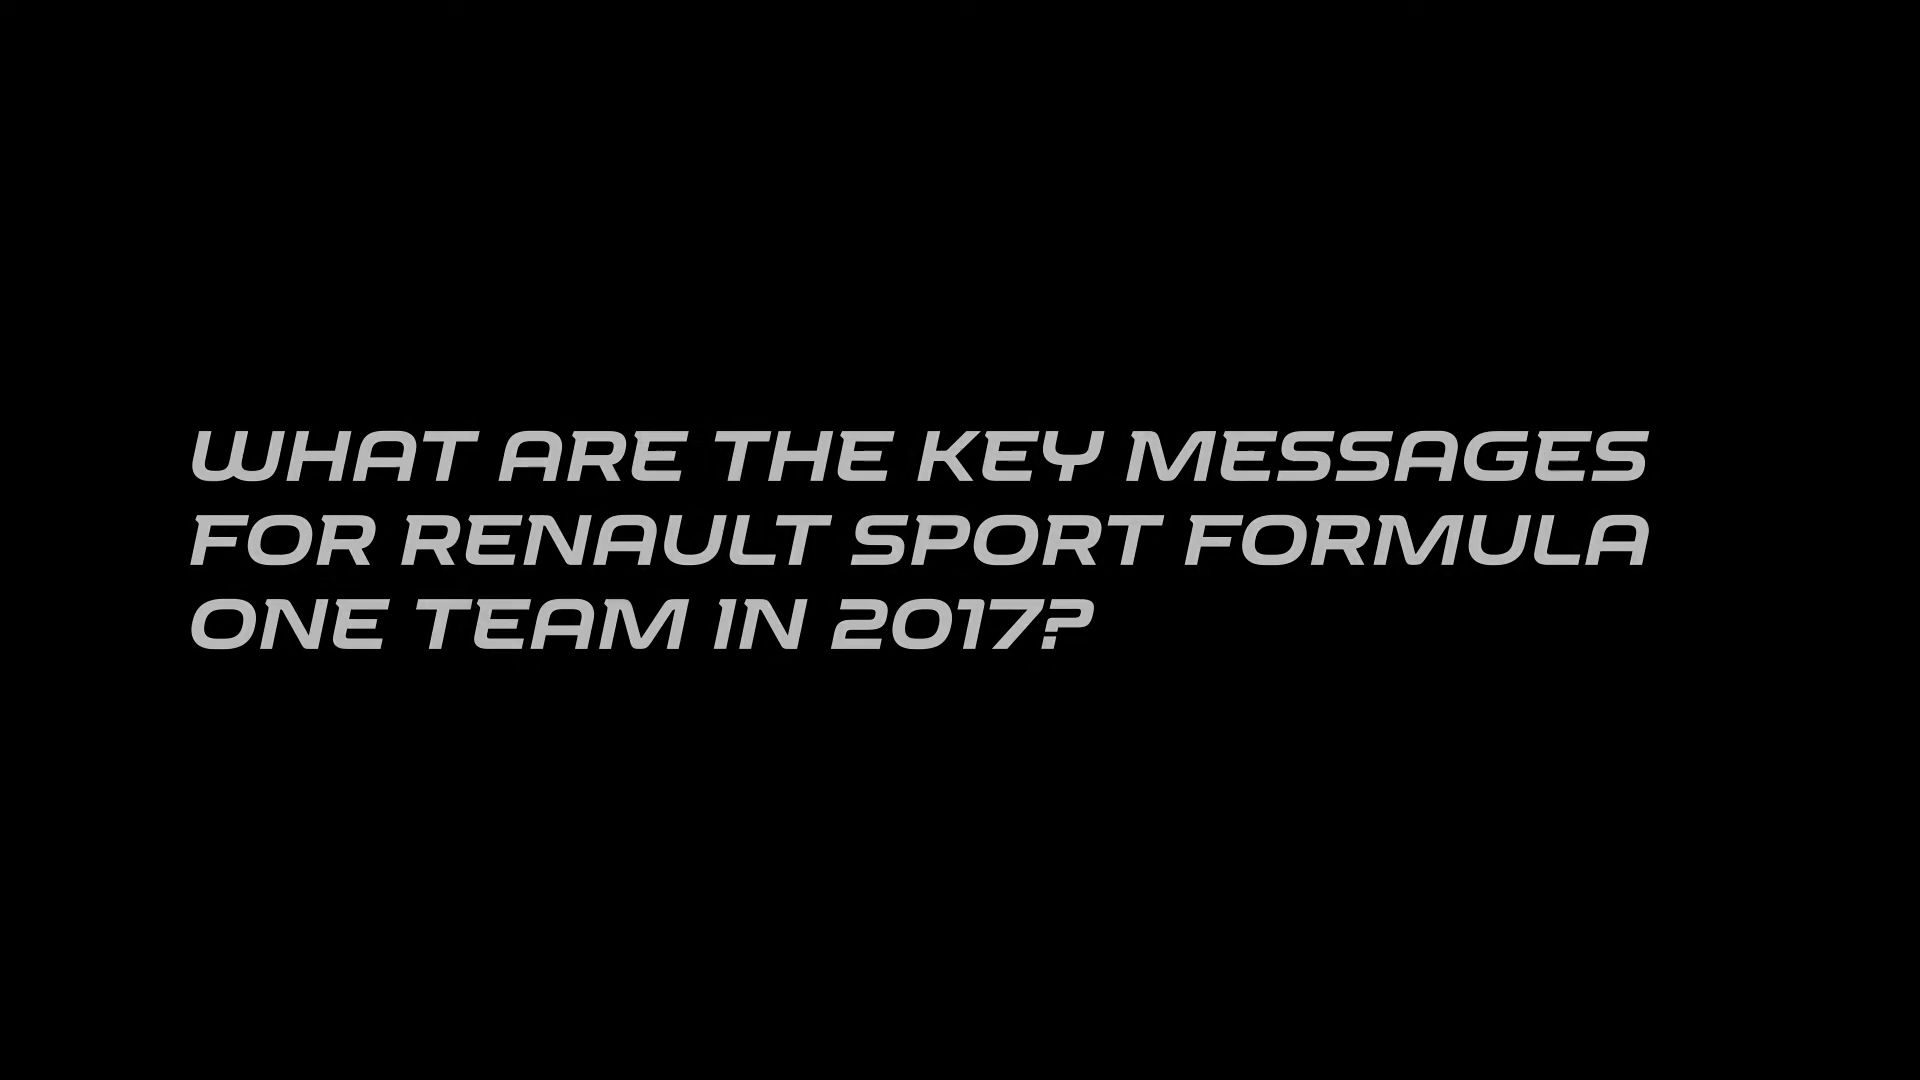 WHAT ARE THE KEY MESSAGES
FOR RENAULT SPORT FORMULA
ONE TEAM IN 2017?